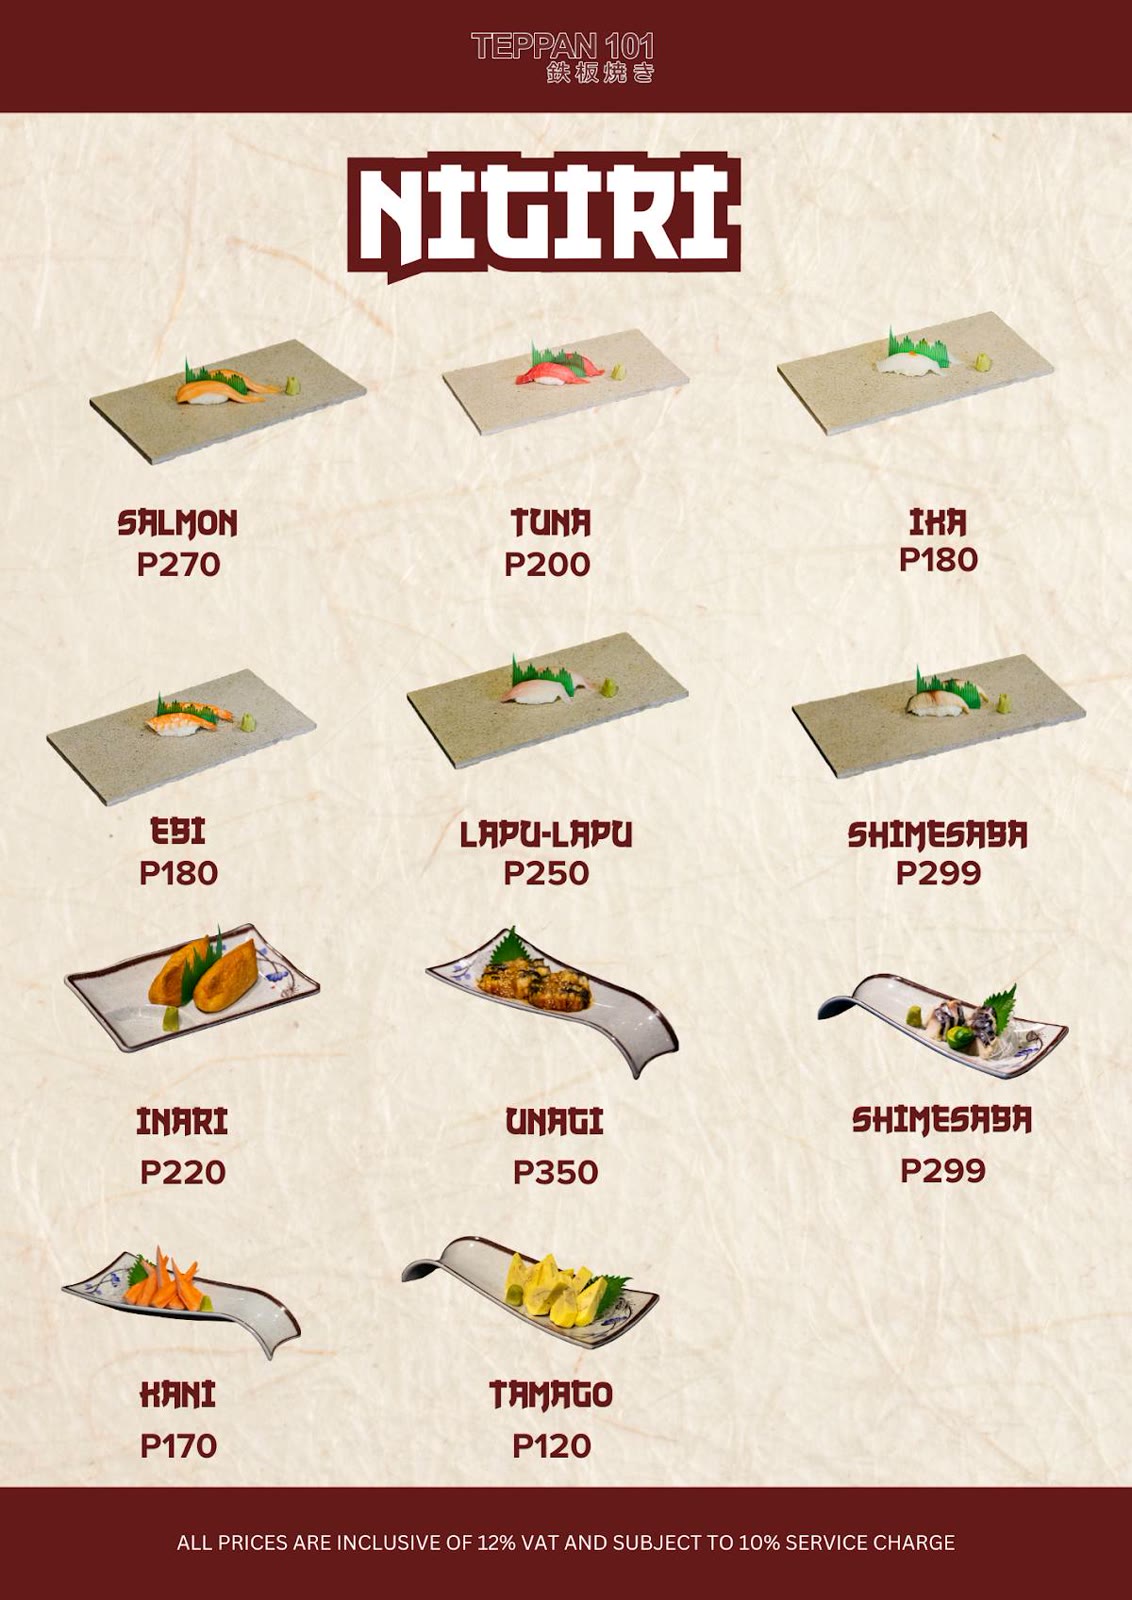 TEPPAN 101
鉄板焼き
NIGIRI
SALMON
P270
TUNA
P200
IKA
P180
EBI
P180
LAPU-LAPU
P250
SHIMESABA
P299
INARI
P220
UNAGI
P350
SHIMESABA
P299
KANI
P170
TAMAGO
P120
ALL PRICES ARE INCLUSIVE OF 12% VAT AND SUBJECT TO 10% SERVICE CHARGE